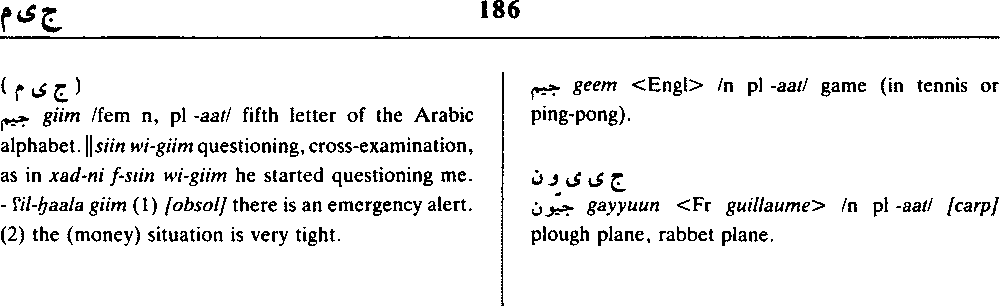 ج ى م
186
( ج ى م )
جيم giim /fem n, pl -aat/ fifth letter of the Arabic
alphabet. ‖siin wi-giim questioning, cross-examination,
as in xad-ni f-siin wi-giim he started questioning me.
- ʕil-ḥaala giim (1) [obsol] there is an emergency alert.
(2) the (money) situation is very tight.
جيم geem <Engl> /n pl -aat/ game (in tennis or
ping-pong).
ج ى ى و ن
جيّون gayyuun <Fr guillaume> /n pl -aat/ [carp]
plough plane, rabbet plane.